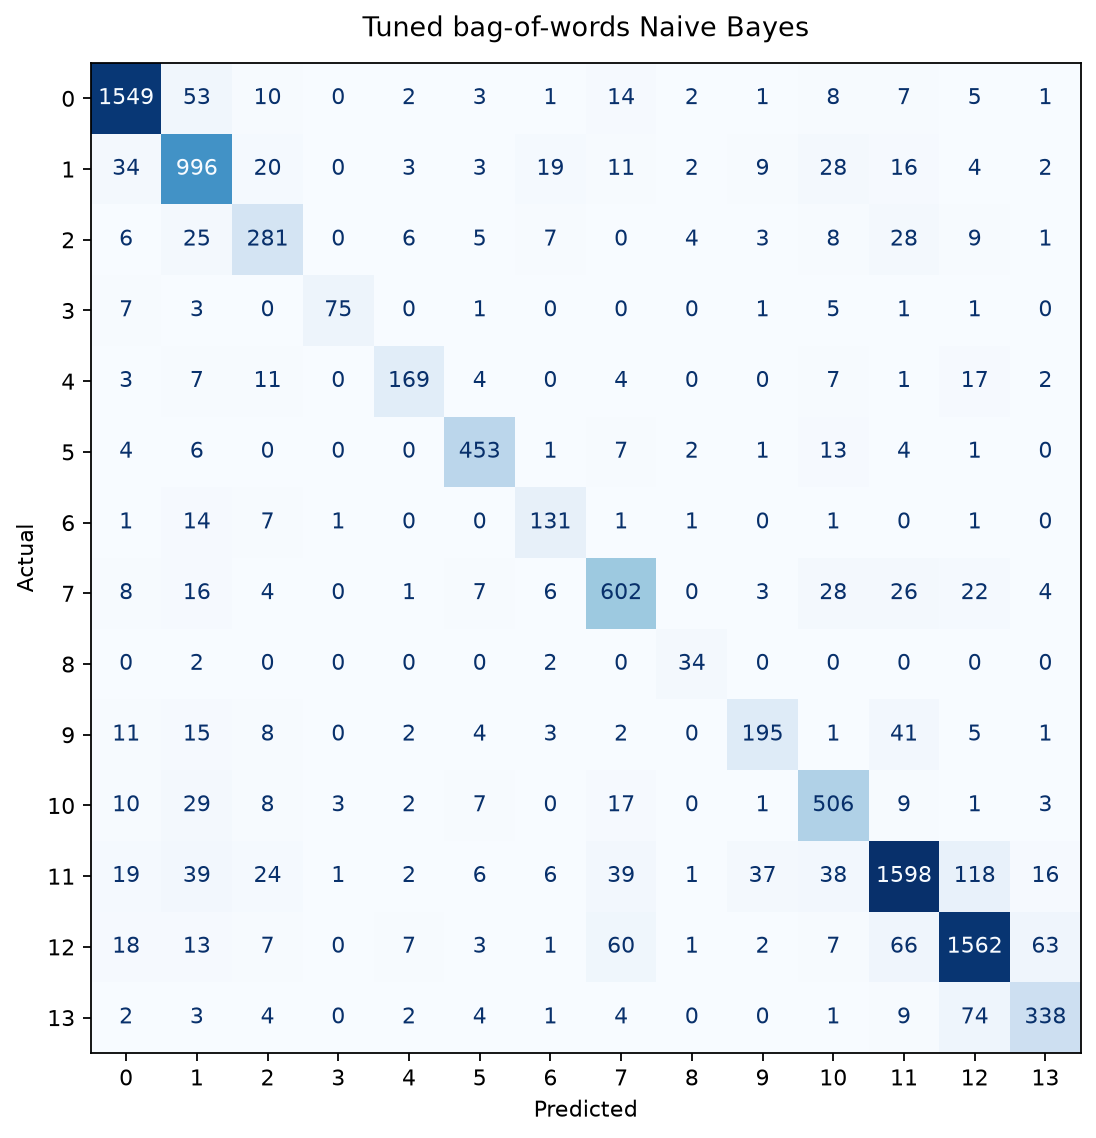 Tuned bag-of-words Naive Bayes
0 1549 53 10 0 2 3 1 14 2 1 8 7 5 1
1 34 996 20 0 3 3 19 11 2 9 28 16 4 2
2 6 25 281 0 6 5 7 0 4 3 8 28 9 1
3 7 3 0 75 0 1 0 0 0 1 5 1 1 0
4 3 7 11 0 169 4 0 4 0 0 7 1 17 2
5 4 6 0 0 0 453 1 7 2 1 13 4 1 0
6 1 14 7 1 0 0 131 1 1 0 1 0 1 0
Actual
7 8 16 4 0 1 7 6 602 0 3 28 26 22 4
8 0 2 0 0 0 0 2 0 34 0 0 0 0 0
9 11 15 8 0 2 4 3 2 0 195 1 41 5 1
10 10 29 8 3 2 7 0 17 0 1 506 9 1 3
11 19 39 24 1 2 6 6 39 1 37 38 1598 118 16
12 18 13 7 0 7 3 1 60 1 2 7 66 1562 63
13 2 3 4 0 2 4 1 4 0 0 1 9 74 338
0 1 2 3 4 5 6 7 8 9 10 11 12 13
Predicted